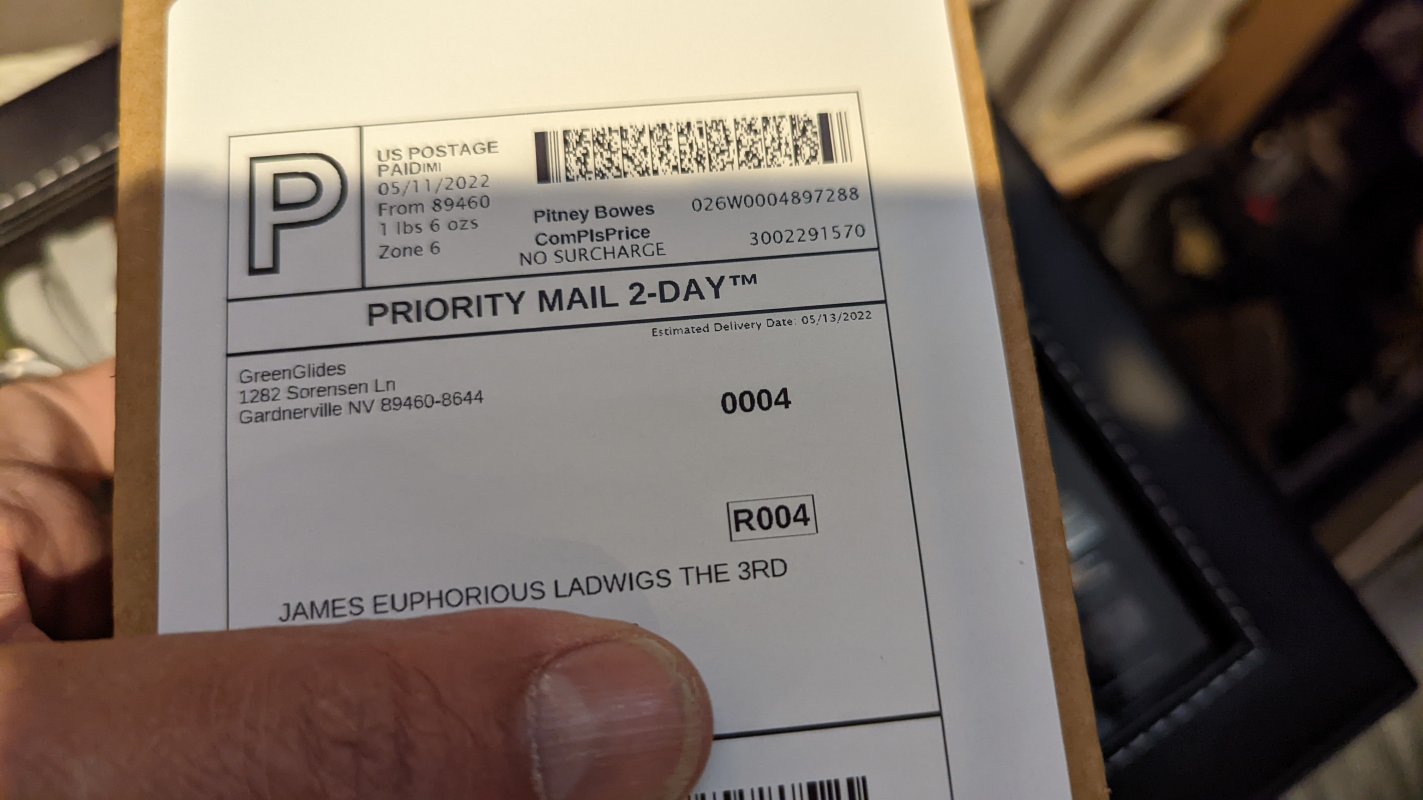 P
US POSTAGE
PAIDIMI
05/11/2022
From 89460
1 lbs 6 ozs
Zone 6
Pitney Bowes
ComPlsPrice
NO SURCHARGE
026W0004897288
3002291570
PRIORITY MAIL 2-DAY™
Estimated Delivery Date: 05/13/2022
GreenGlides
1282 Sorensen Ln
Gardnerville NV 89460-8644
0004
R004
JAMES EUPHORIOUS LADWIGS THE 3RD